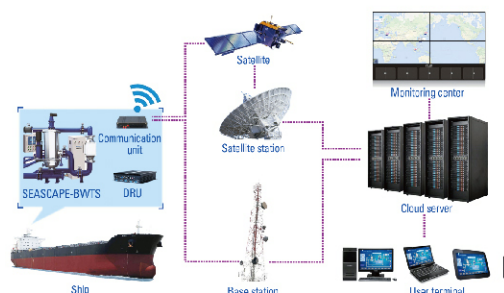 Satellite
Monitoring center
Communication
unit
Satellite station
SEASCAPE-BWTS
DRU
Cloud server
Ship
Base station
User terminal